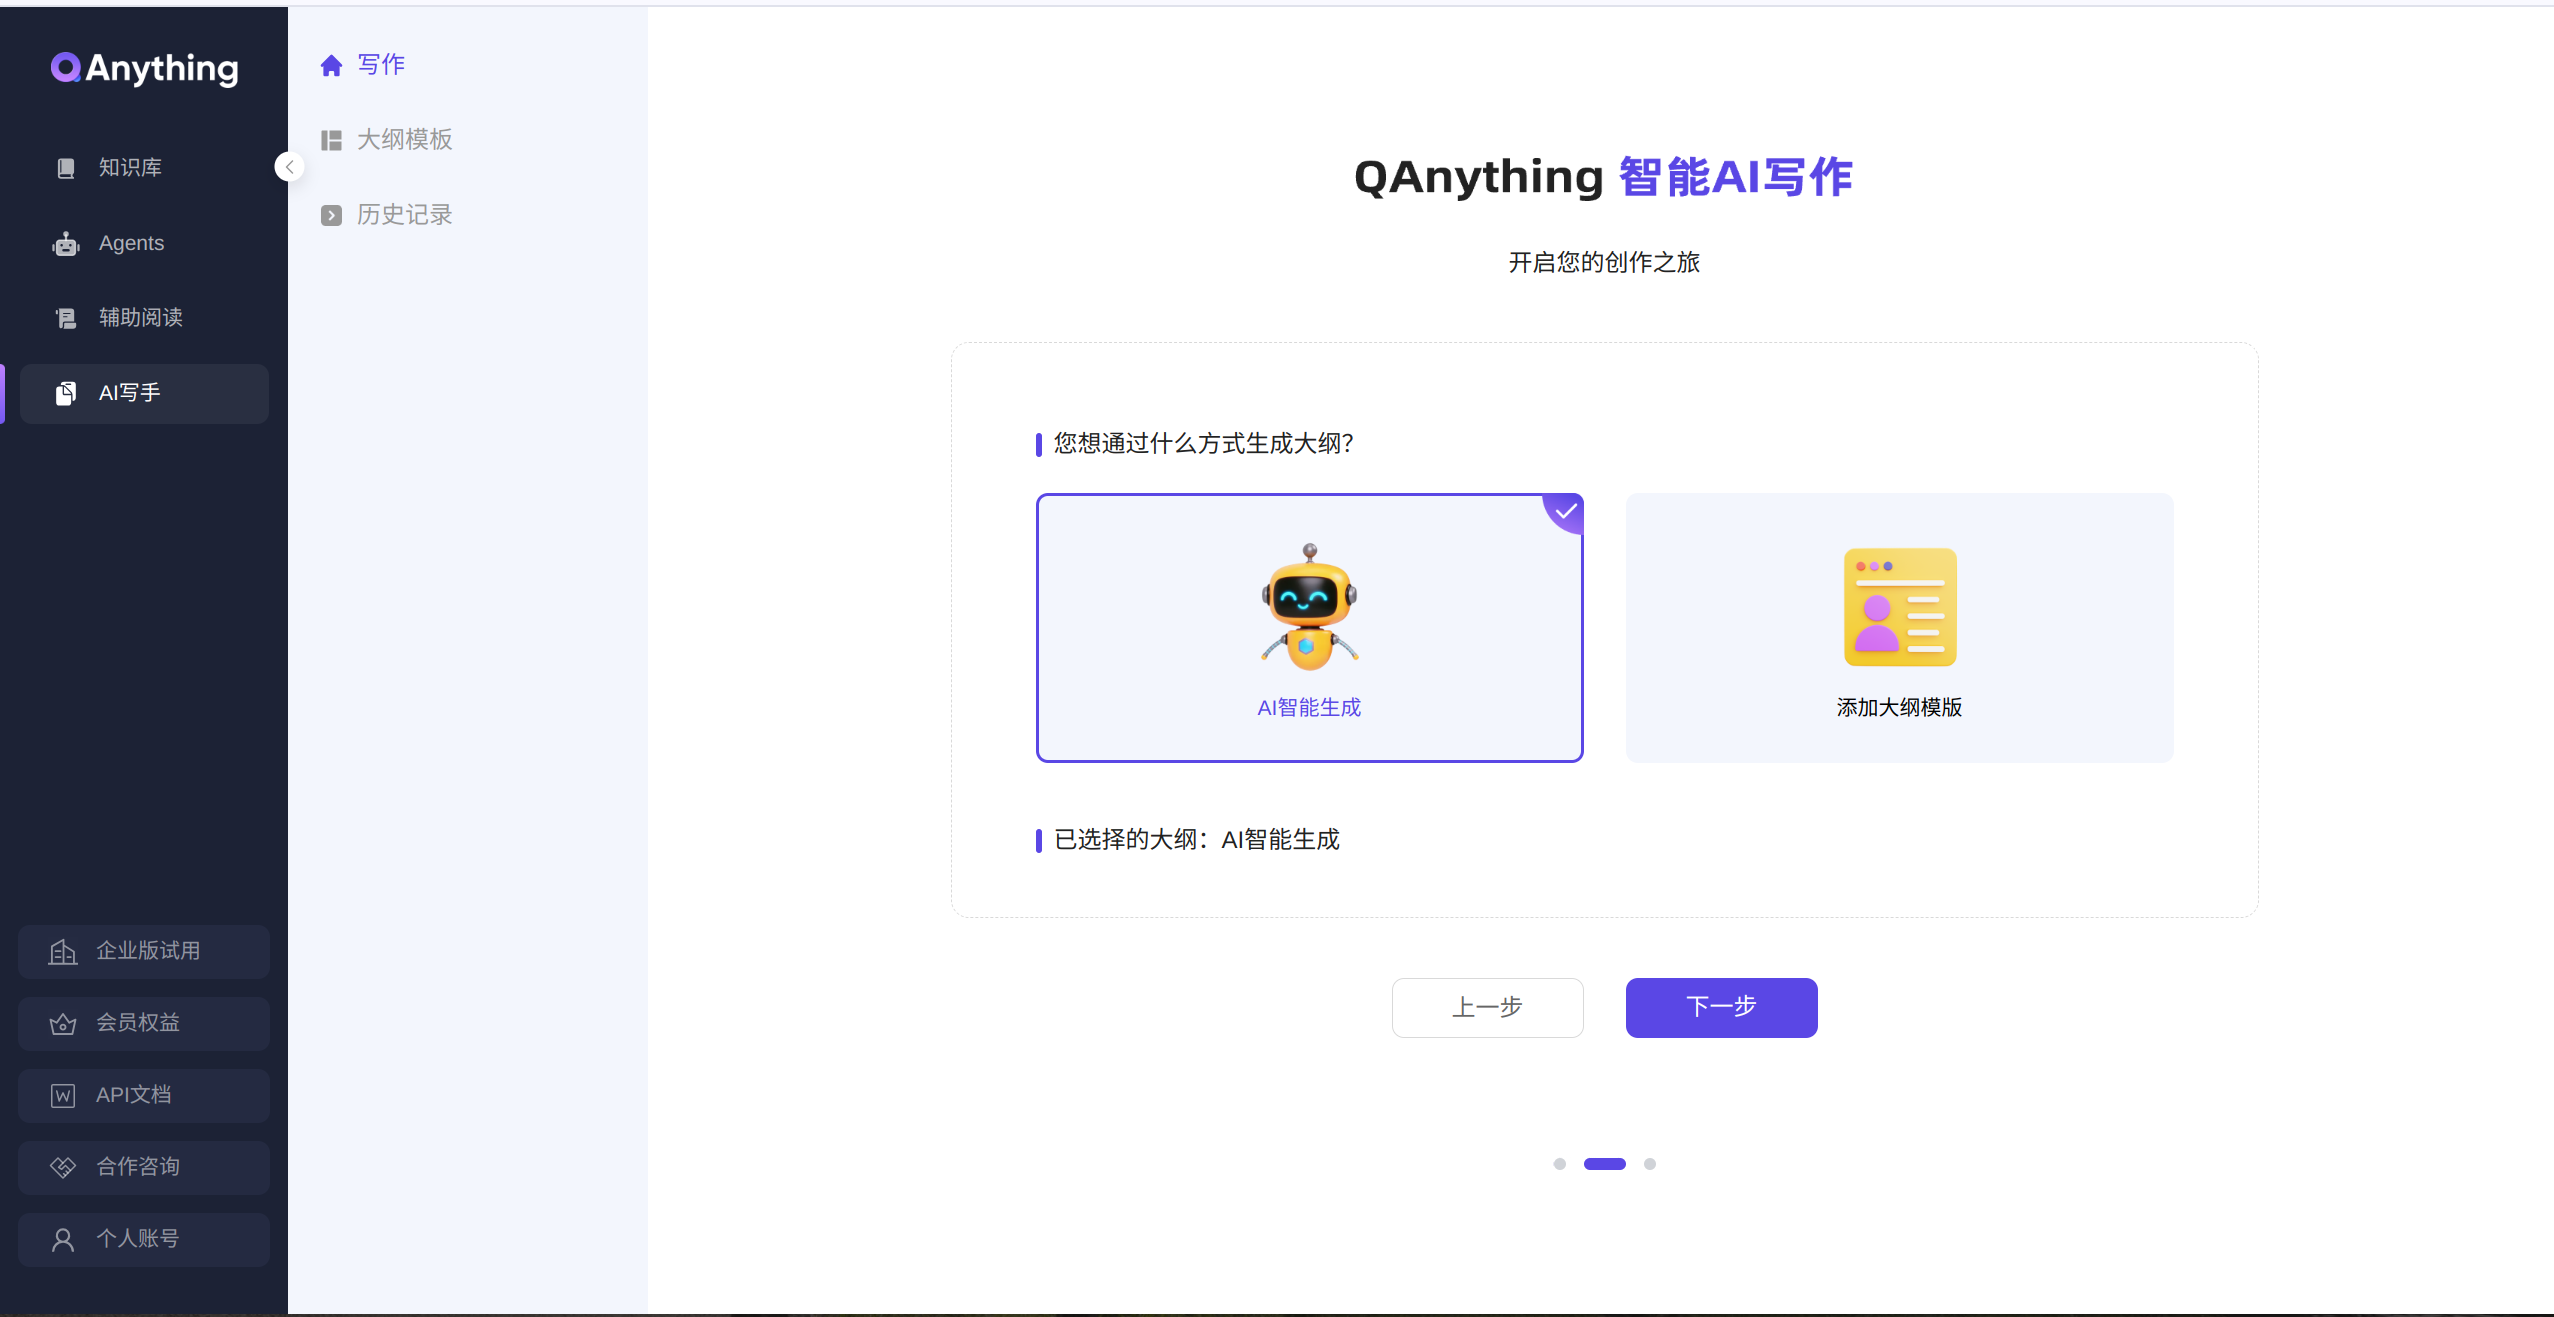 QAnything
知识库
Agents
辅助阅读
AI写手
企业版试用
会员权益
API文档
合作咨询
个人账号
写作
大纲模板
历史记录
QAnything 智能AI写作
开启您的创作之旅
您想通过什么方式生成大纲?
AI智能生成
添加大纲模版
已选择的大纲：AI智能生成
上一步
下一步